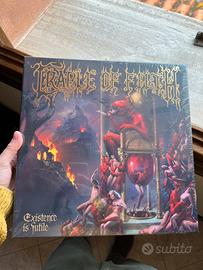 CRADLE OF FILTH
Existence
is Futile
subito